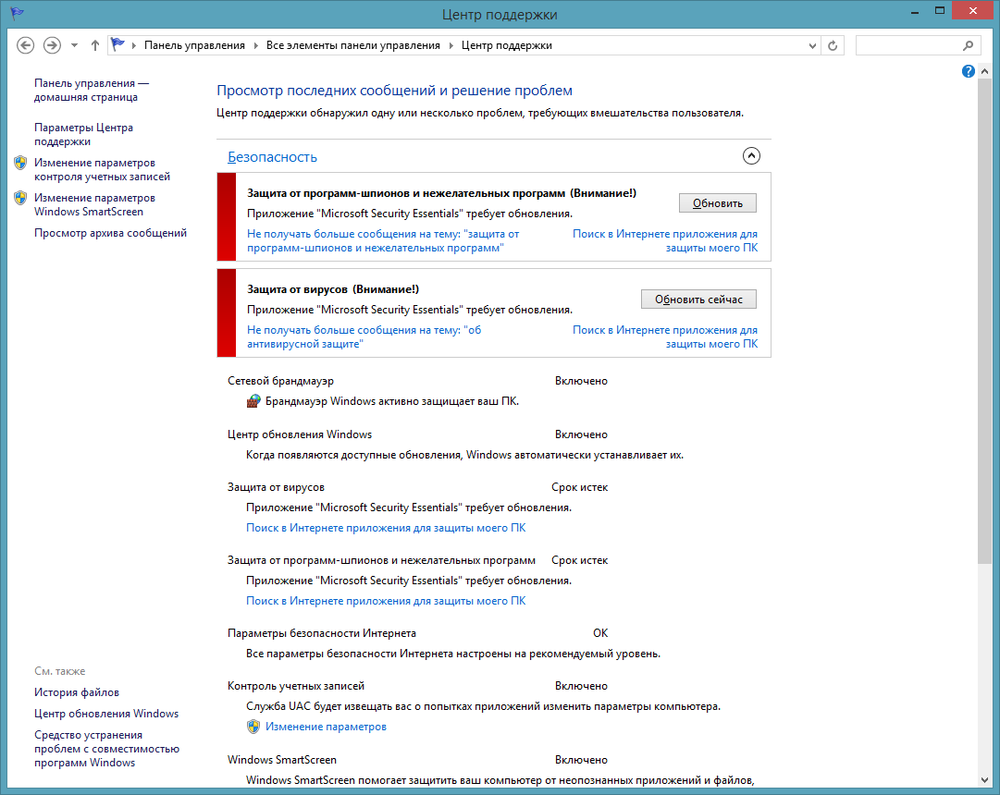 Центр поддержки
Панель управления Все элементы панели управления Центр поддержки
Панель управления —
домашняя страница
Параметры Центра
поддержки
Изменение параметров
контроля учетных записей
Изменение параметров
Windows SmartScreen
Просмотр архива сообщений
См. также
История файлов
Центр обновления Windows
Средство устранения
проблем с совместимостью
программ Windows
?
Просмотр последних сообщений и решение проблем
Центр поддержки обнаружил одну или несколько проблем, требующих вмешательства пользователя.
Безопасность
Защита от программ-шпионов и нежелательных программ (Внимание!)
Приложение "Microsoft Security Essentials" требует обновления.
Обновить
Не получать больше сообщения на тему: "защита от
программ-шпионов и нежелательных программ"
Поиск в Интернете приложения для
защиты моего ПК
Защита от вирусов (Внимание!)
Приложение "Microsoft Security Essentials" требует обновления.
Обновить сейчас
Не получать больше сообщения на тему: "об
антивирусной защите"
Поиск в Интернете приложения для
защиты моего ПК
Сетевой брандмауэр Включено
Брандмауэр Windows активно защищает ваш ПК.
Центр обновления Windows Включено
Когда появляются доступные обновления, Windows автоматически устанавливает их.
Защита от вирусов Срок истек
Приложение "Microsoft Security Essentials" требует обновления.
Поиск в Интернете приложения для защиты моего ПК
Защита от программ-шпионов и нежелательных программ Срок истек
Приложение "Microsoft Security Essentials" требует обновления.
Поиск в Интернете приложения для защиты моего ПК
Параметры безопасности Интернета ОК
Все параметры безопасности Интернета настроены на рекомендуемый уровень.
Контроль учетных записей Включено
Служба UAC будет извещать вас о попытках приложений изменить параметры компьютера.
Изменение параметров
Windows SmartScreen Включено
Windows SmartScreen помогает защитить ваш компьютер от неопознанных приложений и файлов,